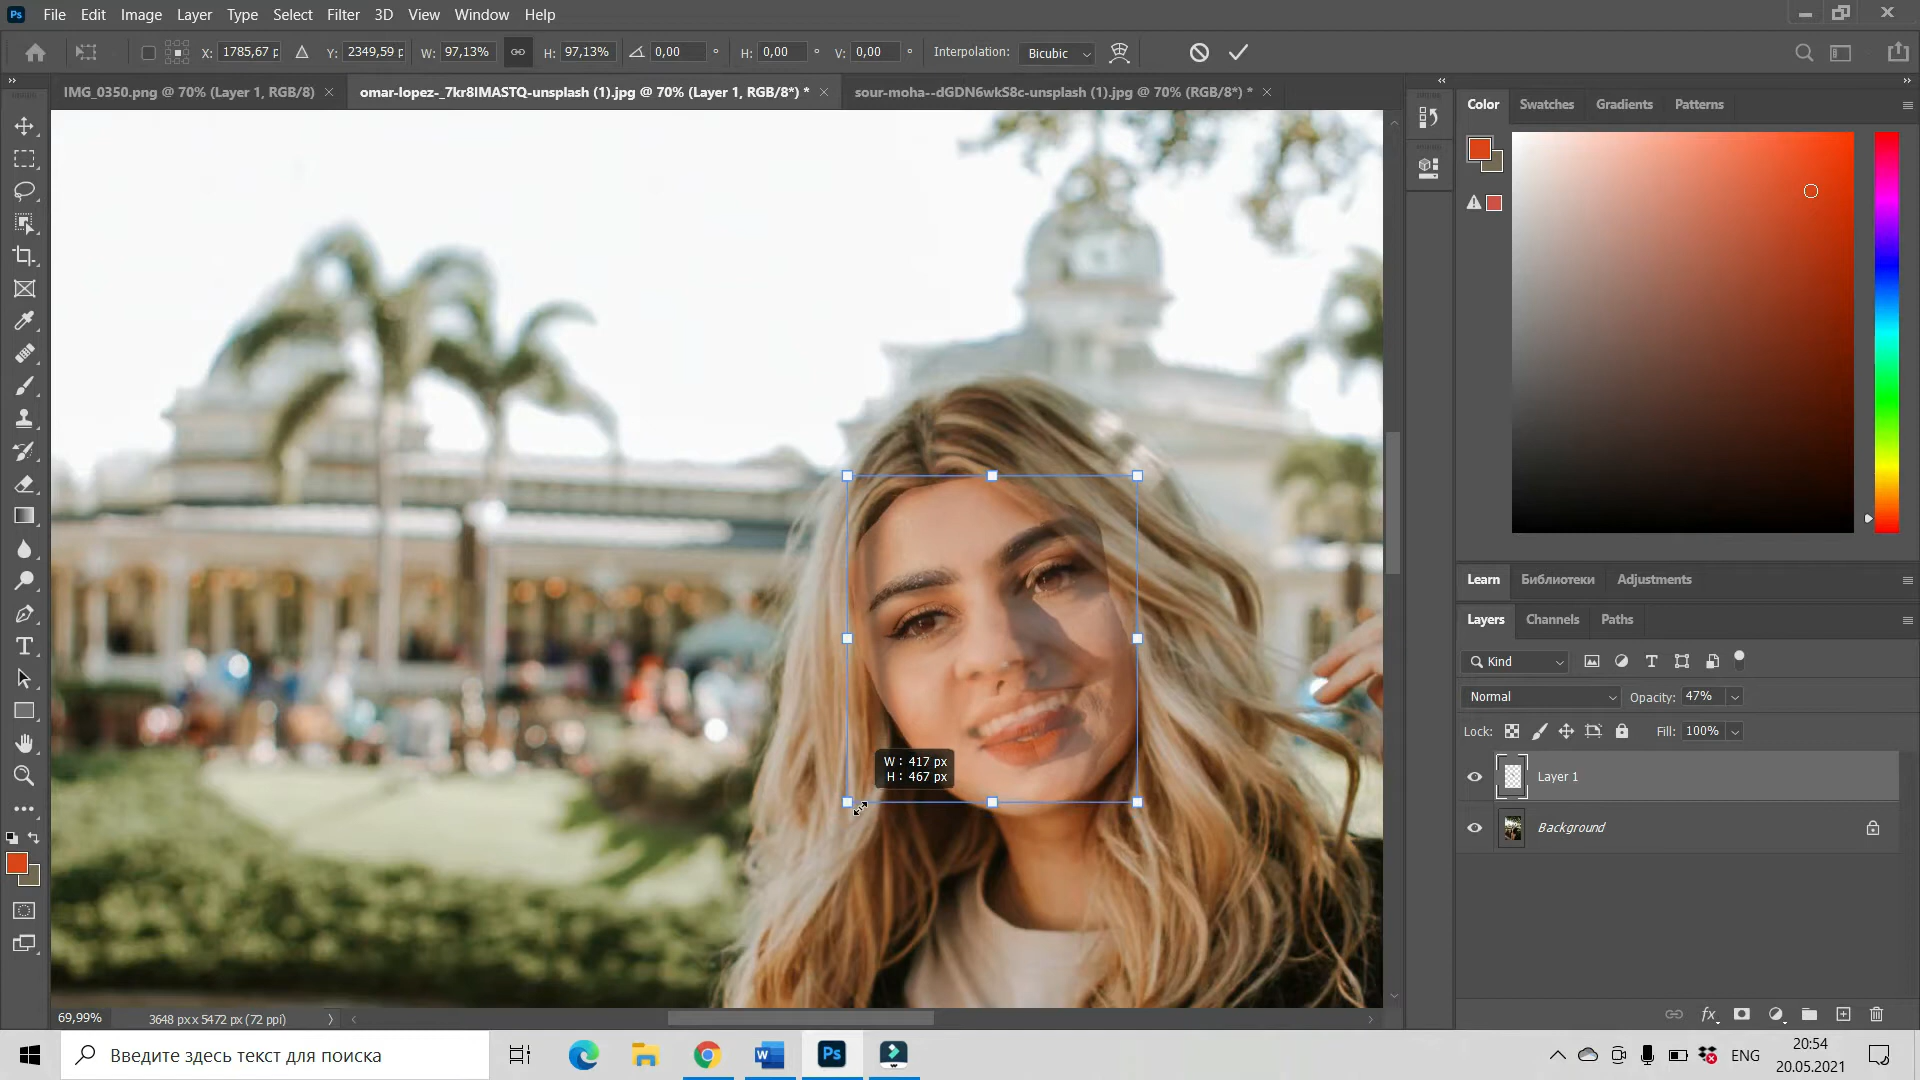 Ps File Edit Image Layer Type Select Filter 3D View Window Help
X: 1785,67 p Y: 2349,59 p W: 97,13% H: 97,13% 0,00 ° H: 0,00 ° V: 0,00 ° Interpolation: Bicubic
IMG_0350.png @ 70% (Layer 1, RGB/8) × omar-lopez-_7kr8IMASTQ-unsplash (1).jpg @ 70% (Layer 1, RGB/8*) * × sour-moha--dGDN6wkS8c-unsplash (1).jpg @ 70% (RGB/8*) * ×
Color Swatches Gradients Patterns
Learn Библиотеки Adjustments
Layers Channels Paths
Kind
Normal Opacity: 47%
Lock: Fill: 100%
Layer 1
Background
W: 417 px
H: 467 px
69,99% 3648 px x 5472 px (72 ppi)
Введите здесь текст для поиска
W
Ps
ENG
20:54
20.05.2021